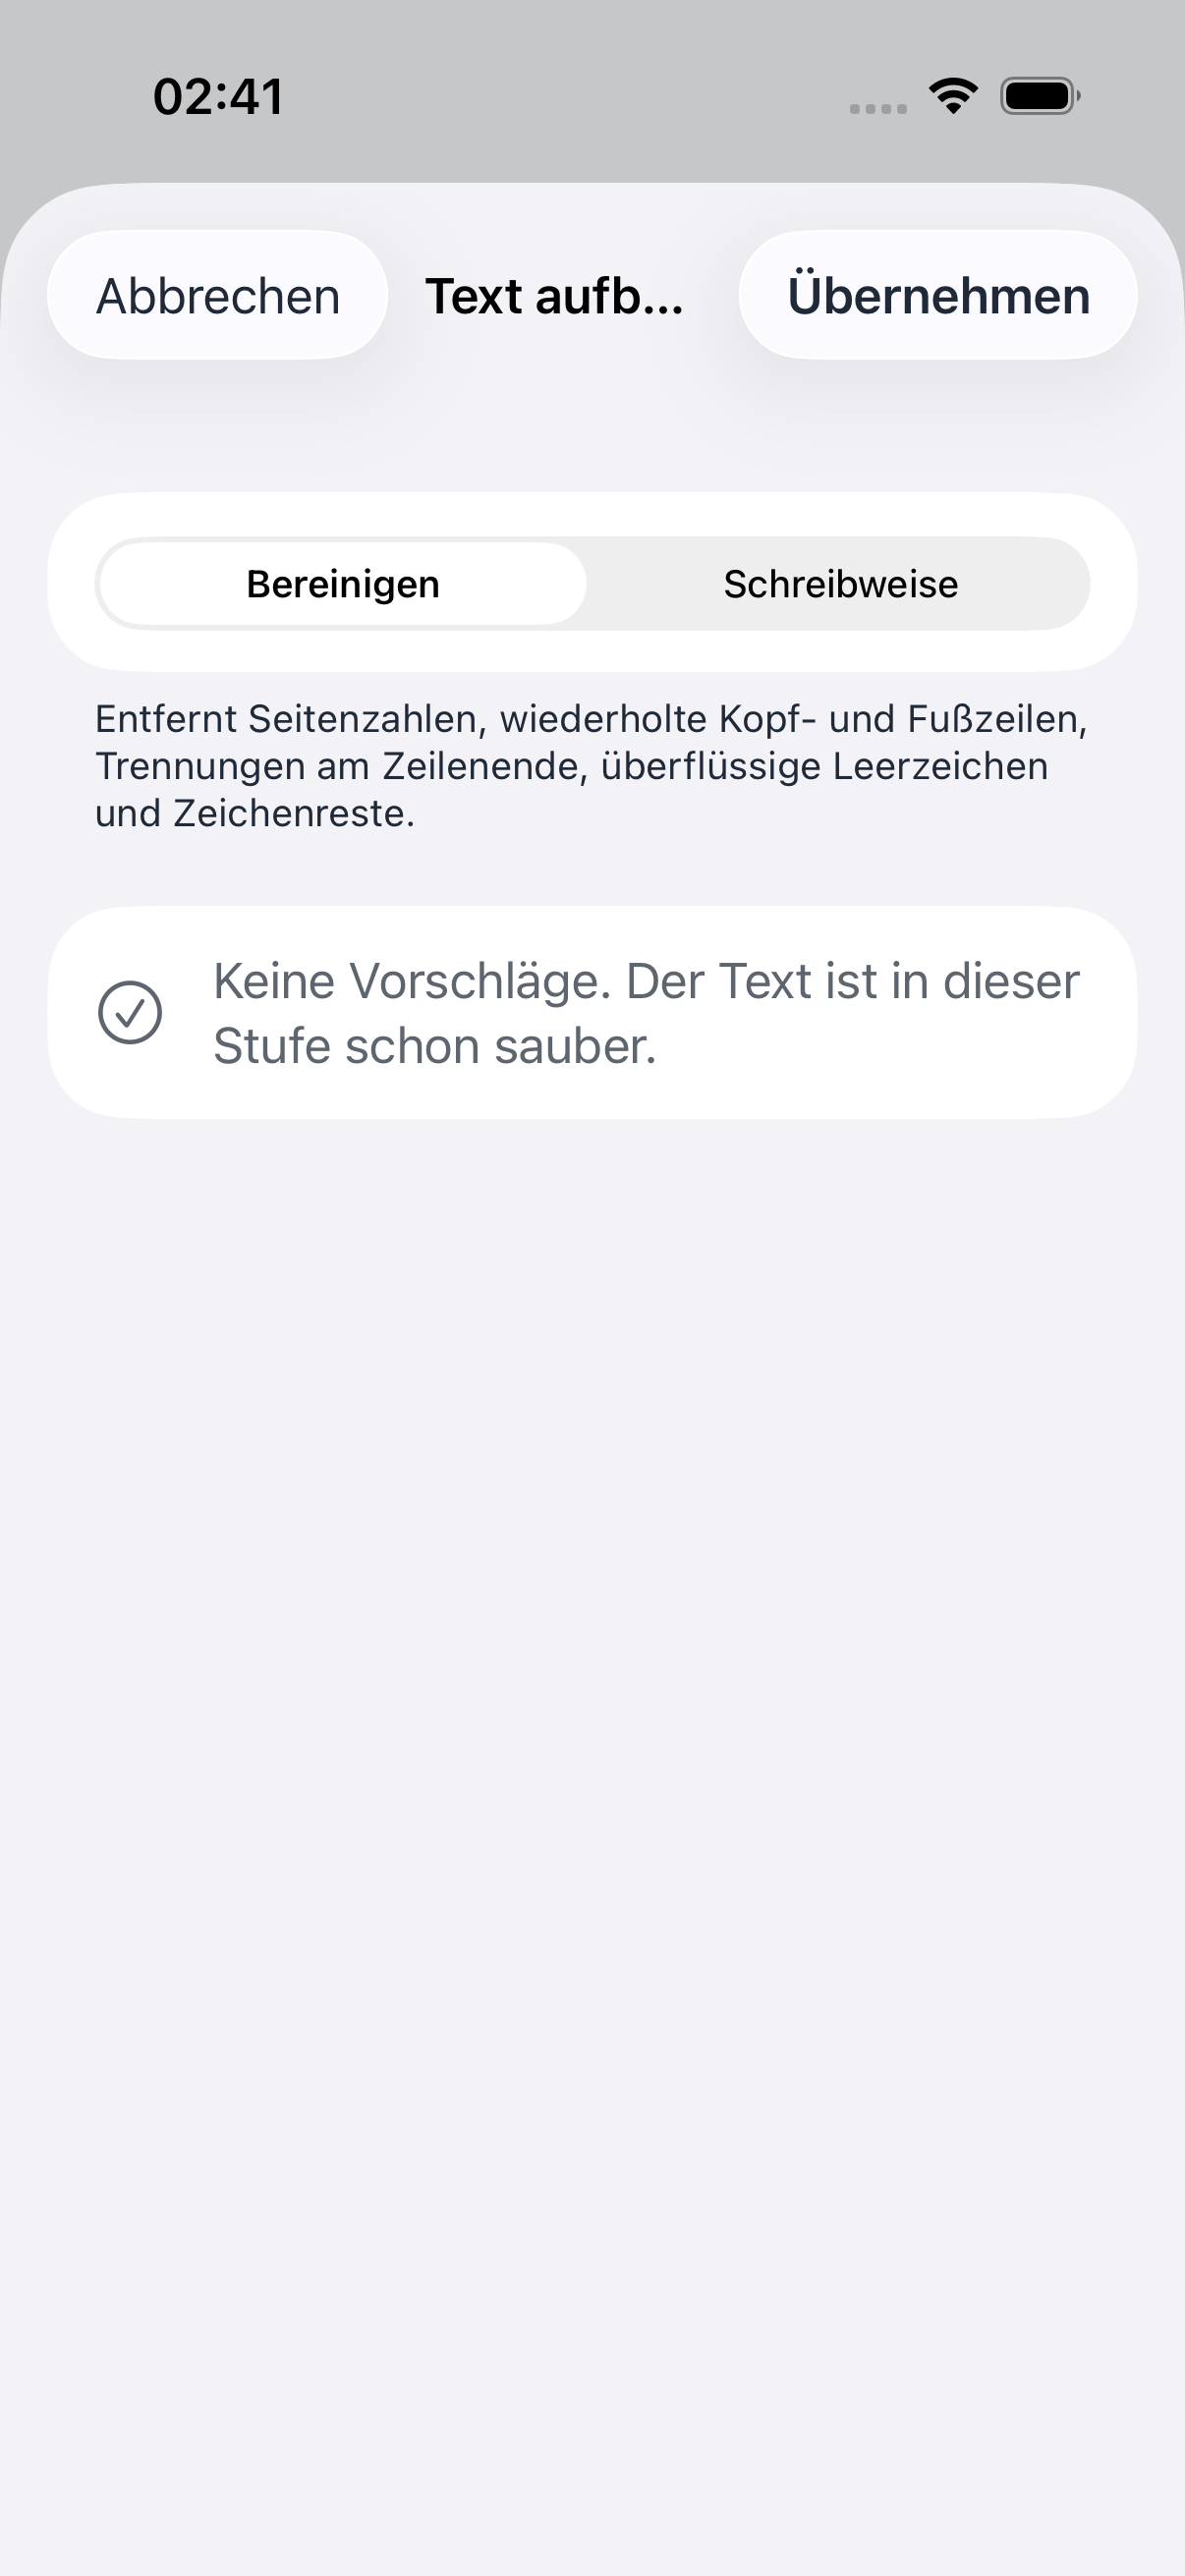 02:41
Abbrechen
Text aufb...
Übernehmen
Bereinigen
Schreibweise
Entfernt Seitenzahlen, wiederholte Kopf- und Fußzeilen,
Trennungen am Zeilenende, überflüssige Leerzeichen
und Zeichenreste.
Keine Vorschläge. Der Text ist in dieser
Stufe schon sauber.